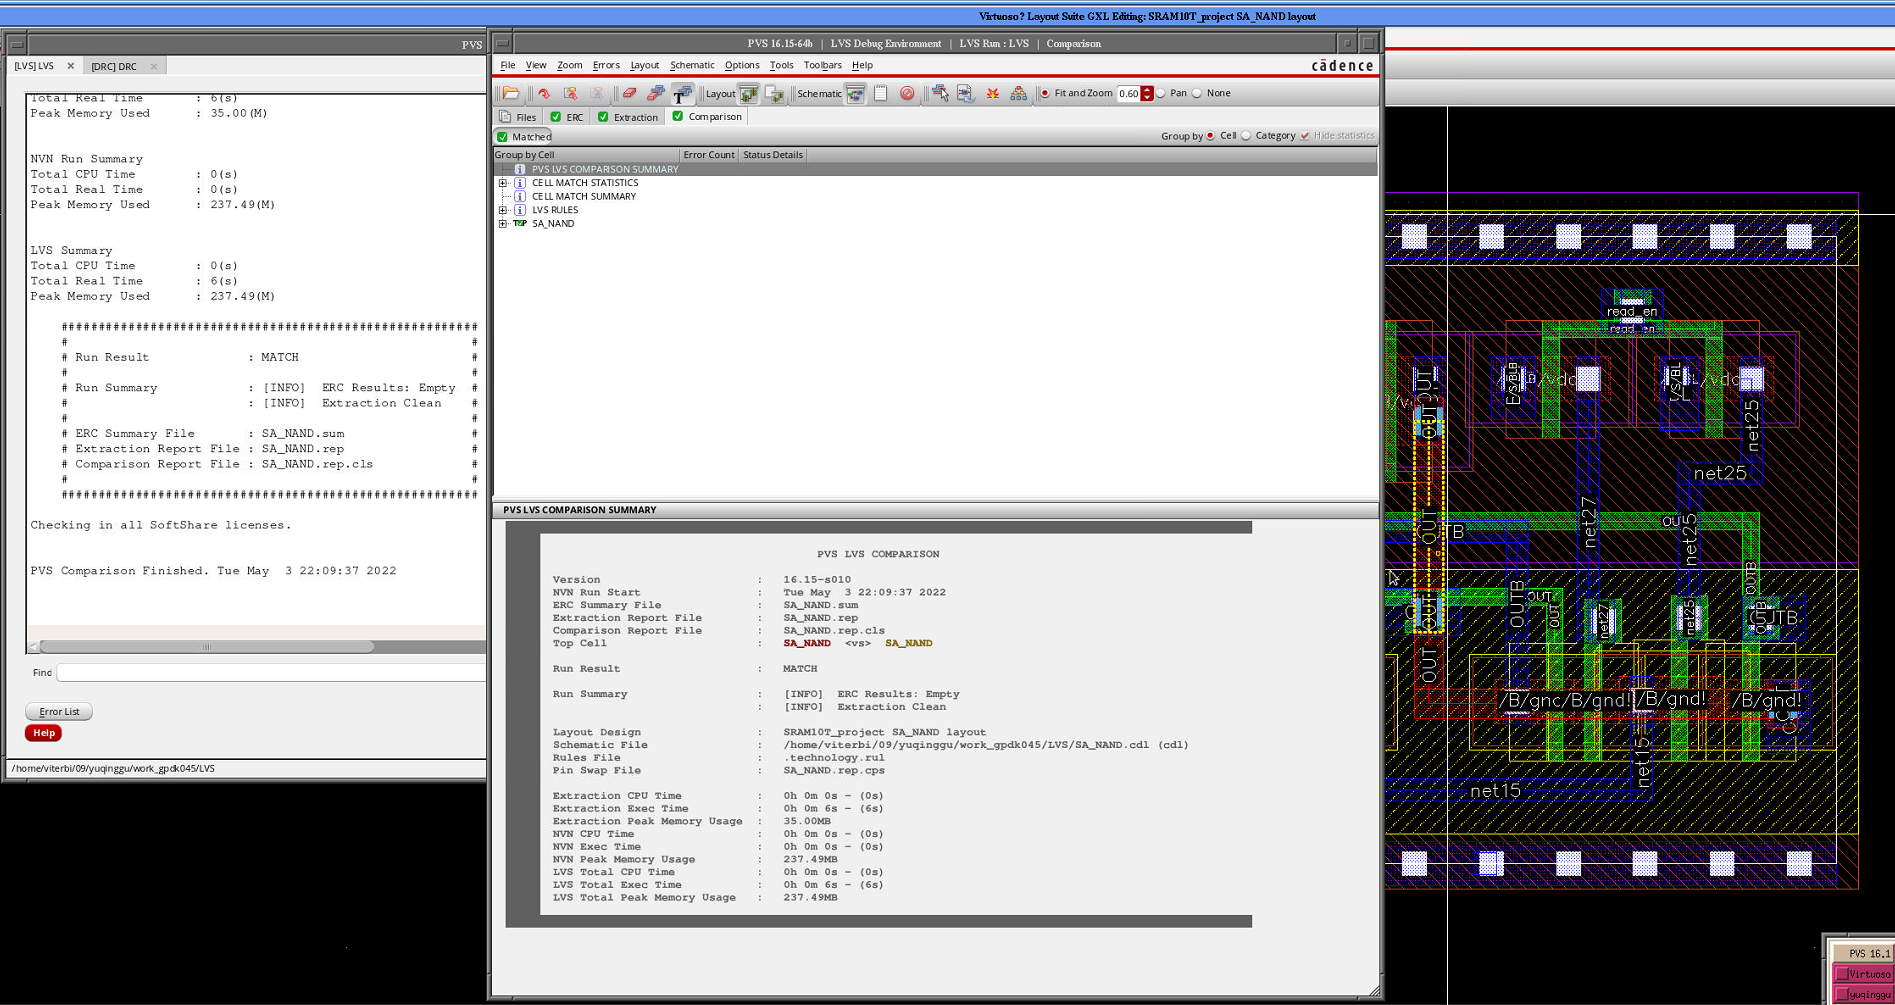 Virtuoso? Layout Suite GXL Editing: SRAM10T_project SA_NAND layout
PVS
[LVS] LVS
[DRC] DRC
Total Real Time : 6(s)
Peak Memory Used : 35.00(M)
NVN Run Summary
Total CPU Time : 0(s)
Total Real Time : 0(s)
Peak Memory Used : 237.49(M)
LVS Summary
Total CPU Time : 0(s)
Total Real Time : 6(s)
Peak Memory Used : 237.49(M)
########################################################
# #
# Run Result : MATCH #
# #
# Run Summary : [INFO] ERC Results: Empty #
# : [INFO] Extraction Clean #
# #
# ERC Summary File : SA_NAND.sum #
# Extraction Report File : SA_NAND.rep #
# Comparison Report File : SA_NAND.rep.cls #
# #
########################################################
Checking in all SoftShare licenses.
PVS Comparison Finished. Tue May 3 22:09:37 2022
Find
Error List
Help
/home/viterbi/09/yuqinggu/work_gpdk045/LVS
PVS 16.15-64b | LVS Debug Environment | LVS Run : LVS | Comparison
File View Zoom Errors Layout Schematic Options Tools Toolbars Help
cādence
Layout
Schematic
Fit and Zoom 0.60 Pan None
Files ERC Extraction Comparison
Matched
Group by Cell Category Hide statistics
Group by Cell Error Count Status Details
PVS LVS COMPARISON SUMMARY
CELL MATCH STATISTICS
CELL MATCH SUMMARY
LVS RULES
TOP SA_NAND
PVS LVS COMPARISON SUMMARY
PVS LVS COMPARISON
Version : 16.15-s010
NVN Run Start : Tue May 3 22:09:37 2022
ERC Summary File : SA_NAND.sum
Extraction Report File : SA_NAND.rep
Comparison Report File : SA_NAND.rep.cls
Top Cell : SA_NAND <vs> SA_NAND
Run Result : MATCH
Run Summary : [INFO] ERC Results: Empty
: [INFO] Extraction Clean
Layout Design : SRAM10T_project SA_NAND layout
Schematic File : /home/viterbi/09/yuqinggu/work_gpdk045/LVS/SA_NAND.cdl (cdl)
Rules File : .technology.rul
Pin Swap File : SA_NAND.rep.cps
Extraction CPU Time : 0h 0m 0s - (0s)
Extraction Exec Time : 0h 0m 6s - (6s)
Extraction Peak Memory Usage : 35.00MB
NVN CPU Time : 0h 0m 0s - (0s)
NVN Exec Time : 0h 0m 0s - (0s)
NVN Peak Memory Usage : 237.49MB
LVS Total CPU Time : 0h 0m 0s - (0s)
LVS Total Exec Time : 0h 0m 6s - (6s)
LVS Total Peak Memory Usage : 237.49MB
read_en
read_en
OUT
OUT
net25
net25
net27
net25
OUT
OUTB
OUTB
OUT
OUT
net27
net25
OUTB
OUT
/B/gnd!
/B/gnd!
/B/gnd!
net15
net15
PVS 16.1
Virtuoso
yuqinggu